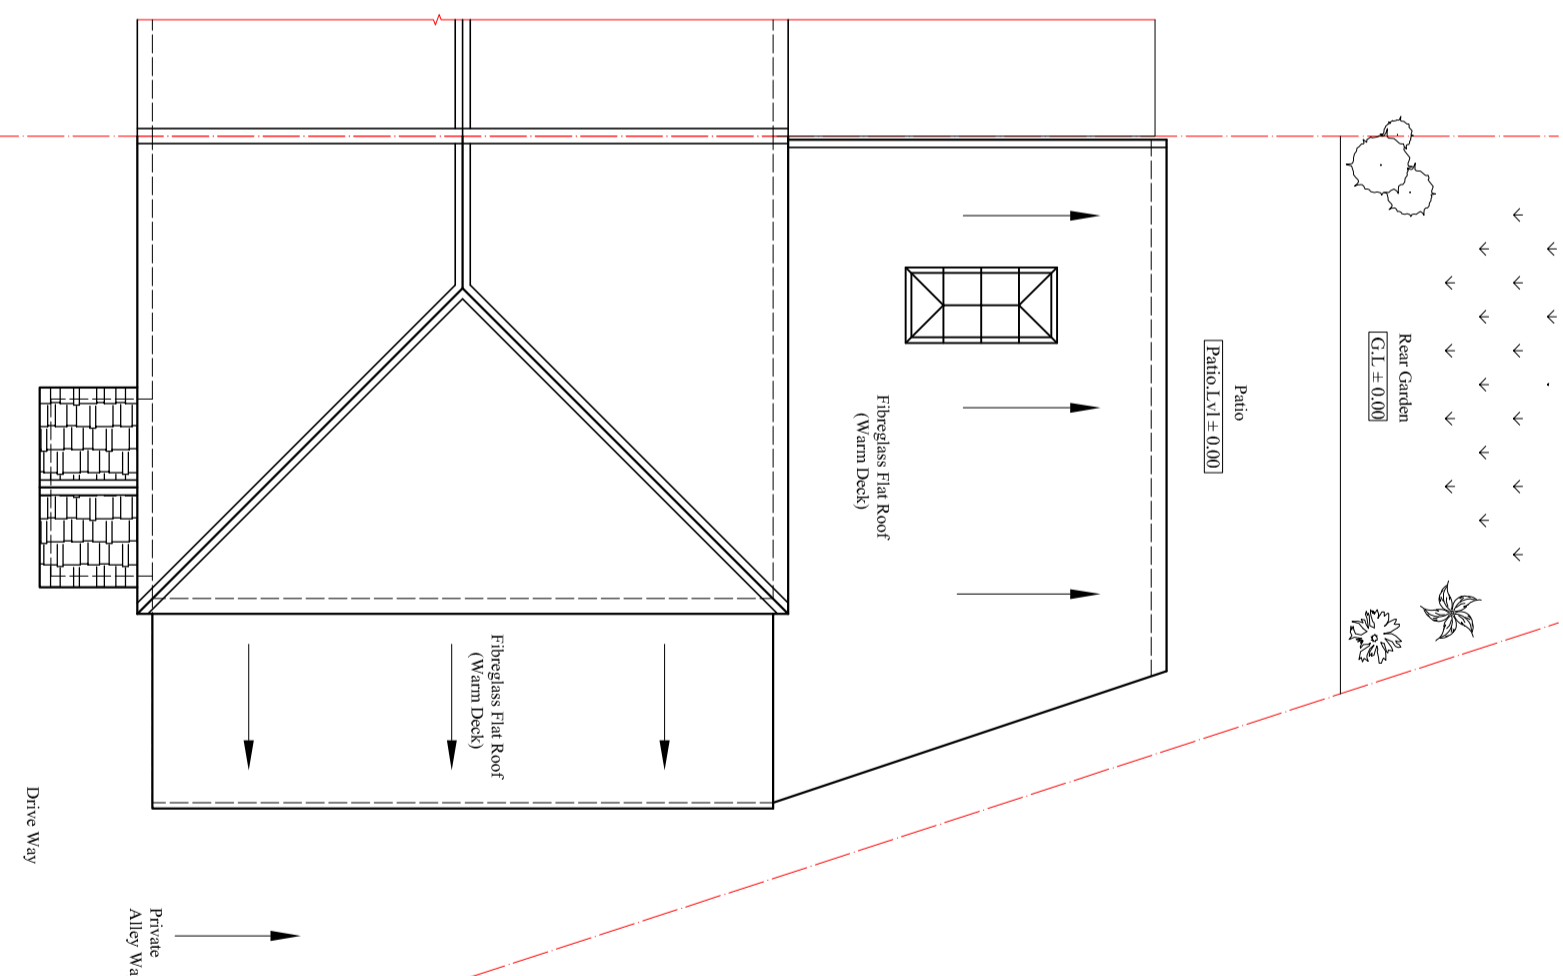 Rear Garden
G.L ± 0.00
Patio
Patio.Lvl ± 0.00
Fibreglass Flat Roof
(Warm Deck)
Fibreglass Flat Roof
(Warm Deck)
Private
Alley Wa
Drive Way